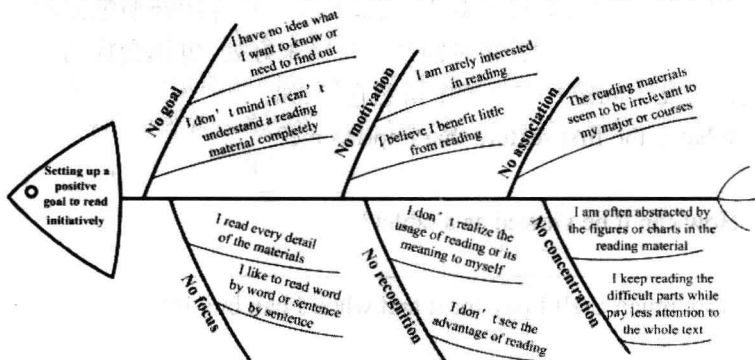 Setting up a
positive
goal to read
initiatively
No goal
I have no idea what
I want to know or
need to find out
I don't mind if I can't
understand a reading
material completely
No motivation
I am rarely interested
in reading
I believe I benefit little
from reading
No association
The reading materials
seem to be irrelevant to
my major or courses
No focus
I read every detail
of the materials
I like to read word
by word or sentence
by sentence
No recognition
I don't realize the
usage of reading or its
meaning to myself
I don't see the
advantage of reading
No concentration
I am often abstracted by
the figures or charts in the
reading material
I keep reading the
difficult parts while
pay less attention to
the whole text